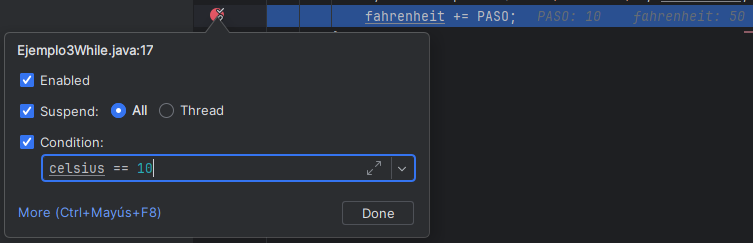 fahrenheit += PASO;   PASO: 10    fahrenheit: 50
Ejemplo3While.java:17
Enabled
Suspend: All Thread
Condition:
celsius == 10
More (Ctrl+Mayús+F8) Done